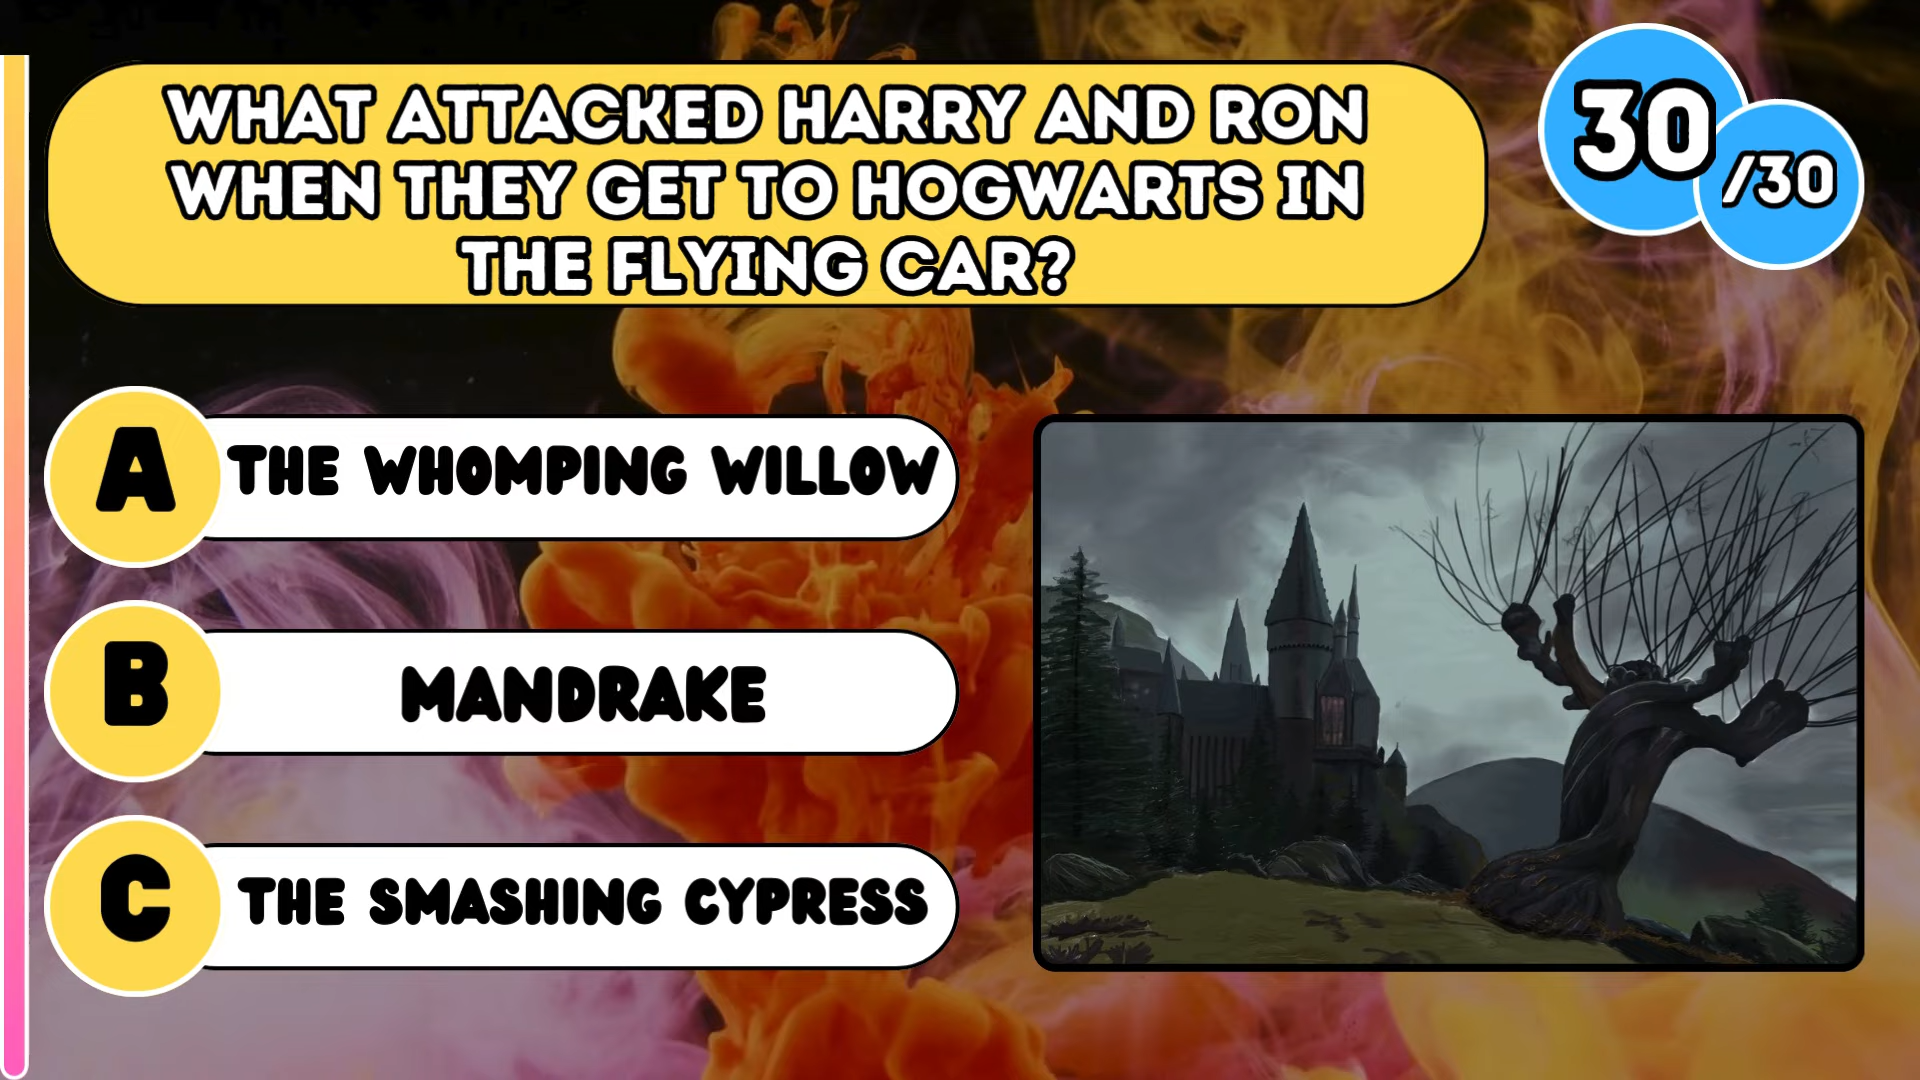 WHAT ATTACKED HARRY AND RON
WHEN THEY GET TO HOGWARTS IN
THE FLYING CAR?
30
/30
A
THE WHOMPING WILLOW
B
MANDRAKE
C
THE SMASHING CYPRESS